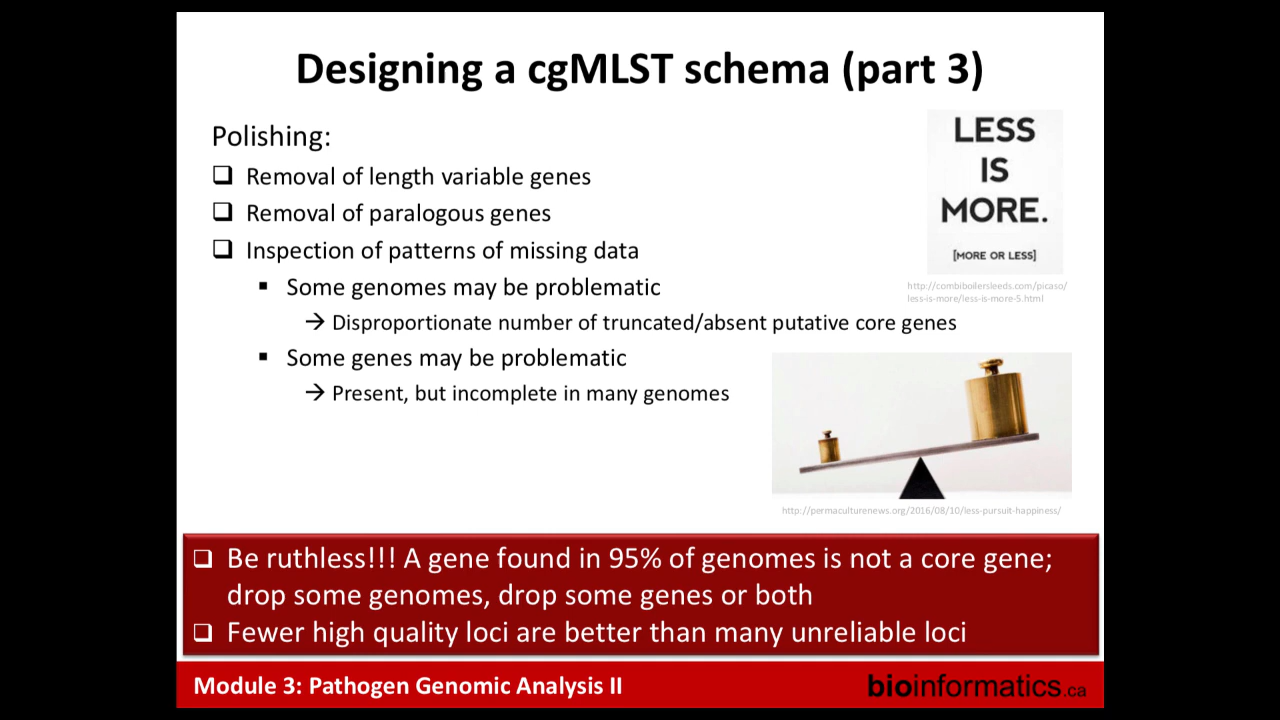 Designing a cgMLST schema (part 3)
Polishing:
❑ Removal of length variable genes
❑ Removal of paralogous genes
❑ Inspection of patterns of missing data
▪ Some genomes may be problematic
→ Disproportionate number of truncated/absent putative core genes
▪ Some genes may be problematic
→ Present, but incomplete in many genomes
LESS
IS
MORE.
[MORE OR LESS]
http://combiboilersleeds.com/picaso/
less-is-more/less-is-more-5.html
http://permaculturenews.org/2016/08/10/less-pursuit-happiness/
❑ Be ruthless!!! A gene found in 95% of genomes is not a core gene;
drop some genomes, drop some genes or both
❑ Fewer high quality loci are better than many unreliable loci
Module 3: Pathogen Genomic Analysis II
bioinformatics.ca